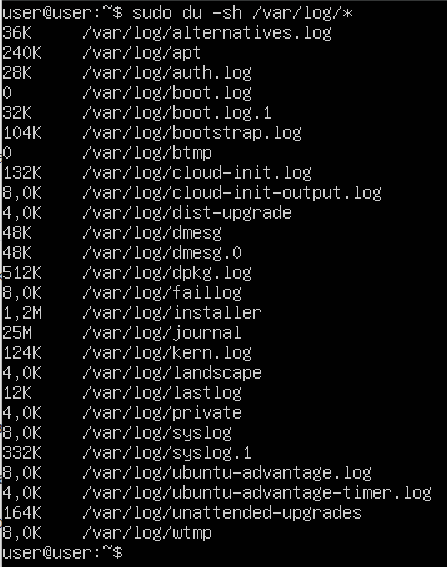 user@user:~$ sudo du -sh /var/log/*
36K /var/log/alternatives.log
240K /var/log/apt
28K /var/log/auth.log
0 /var/log/boot.log
32K /var/log/boot.log.1
104K /var/log/bootstrap.log
0 /var/log/btmp
132K /var/log/cloud-init.log
8,0K /var/log/cloud-init-output.log
4,0K /var/log/dist-upgrade
48K /var/log/dmesg
48K /var/log/dmesg.0
512K /var/log/dpkg.log
8,0K /var/log/faillog
1,2M /var/log/installer
25M /var/log/journal
124K /var/log/kern.log
4,0K /var/log/landscape
12K /var/log/lastlog
4,0K /var/log/private
8,0K /var/log/syslog
332K /var/log/syslog.1
8,0K /var/log/ubuntu-advantage.log
4,0K /var/log/ubuntu-advantage-timer.log
164K /var/log/unattended-upgrades
8,0K /var/log/wtmp
user@user:~$